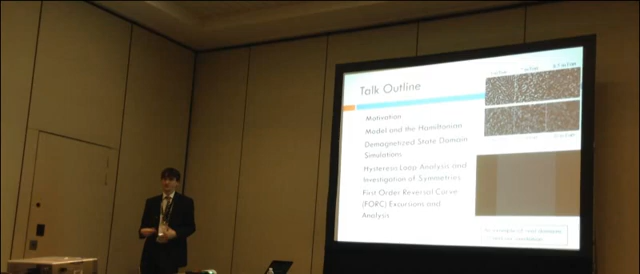 Talk Outline
Motivation
Model and the Hamiltonian
Demagnetized State Domain
Simulations
Hysteresis Loop Analysis and
Investigation of Symmetries
First Order Reversal Curve
(FORC) Excursions and
Analysis